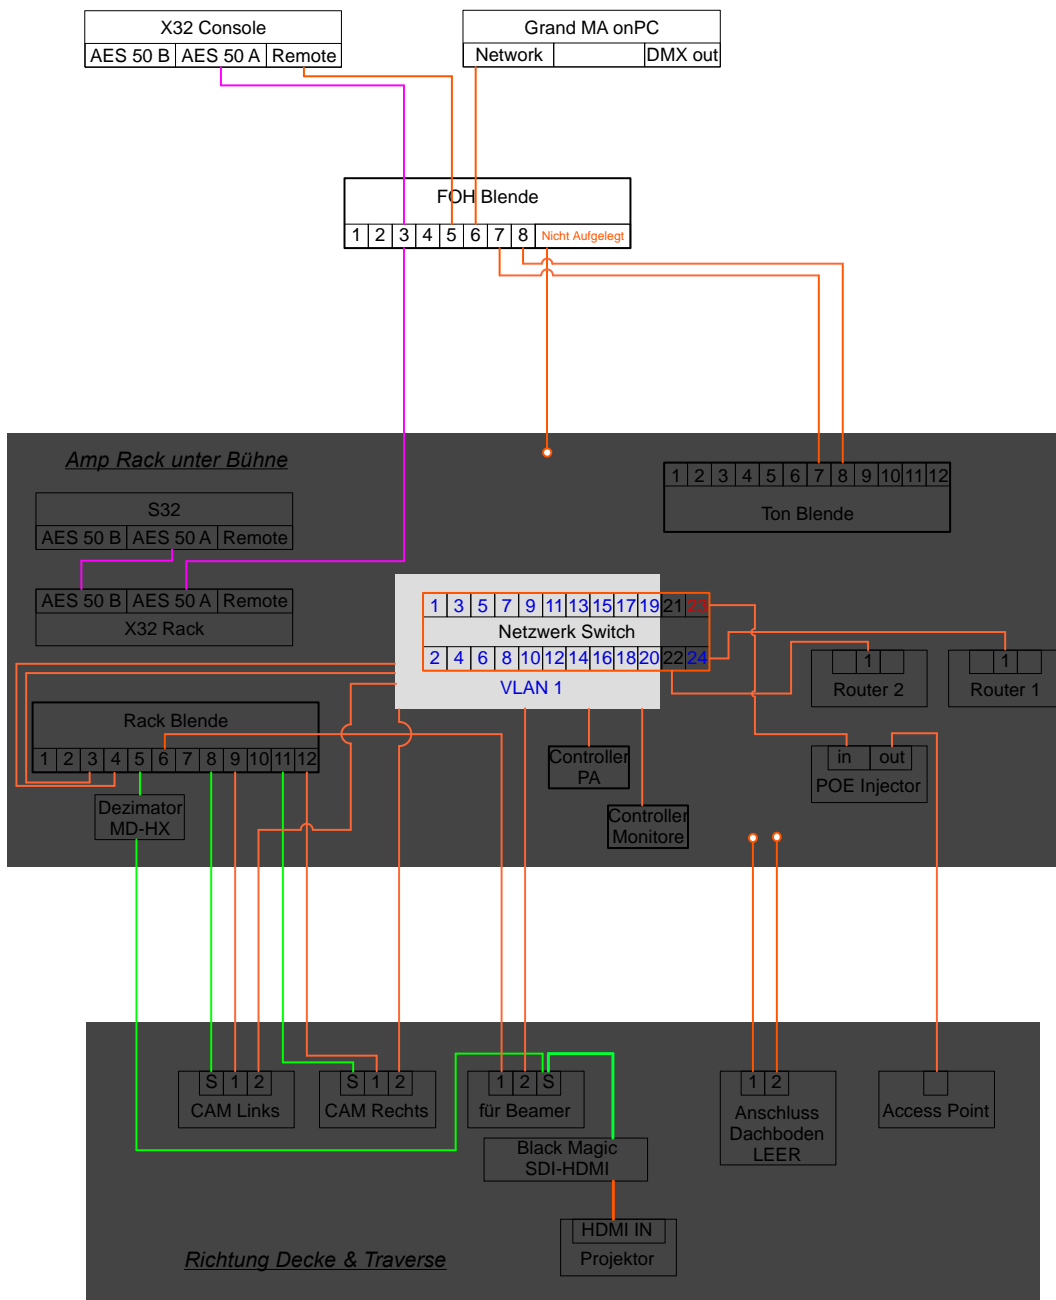 X32 Console
AES 50 B AES 50 A Remote
Grand MA onPC
Network DMX out
FOH Blende
1 2 3 4 5 6 7 8 Nicht Aufgelegt
Amp Rack unter Bühne
1 2 3 4 5 6 7 8 9 10 11 12
Ton Blende
S32
AES 50 B AES 50 A Remote
AES 50 B AES 50 A Remote
X32 Rack
1 3 5 7 9 11 13 15 17 19 21 23
Netzwerk Switch
2 4 6 8 10 12 14 16 18 20 22 24
VLAN 1
1
Router 2
1
Router 1
Rack Blende
1 2 3 4 5 6 7 8 9 10 11 12
Dezimator
MD-HX
Controller
PA
Controller
Monitore
in out
POE Injector
S 1 2
CAM Links
S 1 2
CAM Rechts
1 2 S
für Beamer
1 2
Anschluss
Dachboden
LEER
Access Point
Black Magic
SDI-HDMI
HDMI IN
Projektor
Richtung Decke & Traverse